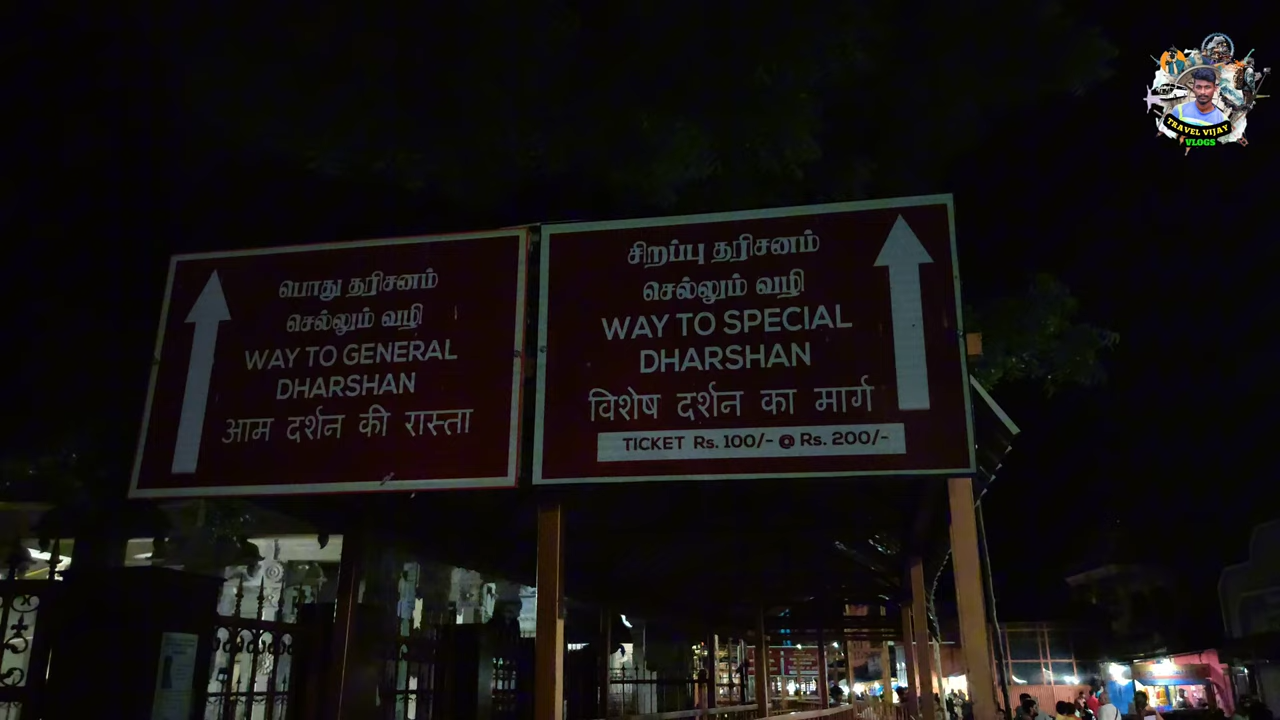 பொது தரிசனம்
செல்லும் வழி
WAY TO GENERAL
DHARSHAN
आम दर्शन की रास्ता
சிறப்பு தரிசனம்
செல்லும் வழி
WAY TO SPECIAL
DHARSHAN
विशेष दर्शन का मार्ग
TICKET Rs. 100/- @ Rs. 200/-
TRAVEL VIJAY
VLOGS